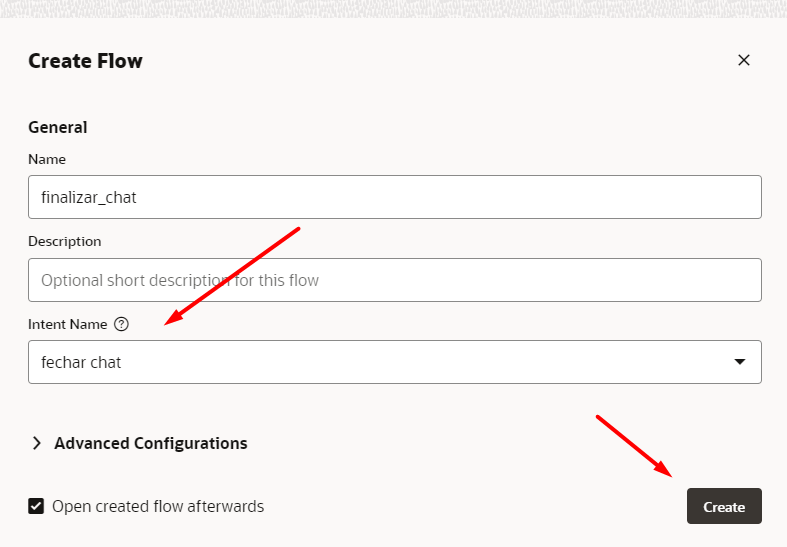 Create Flow
General
Name
finalizar_chat
Description
Optional short description for this flow
Intent Name
fechar chat
Advanced Configurations
Open created flow afterwards
Create